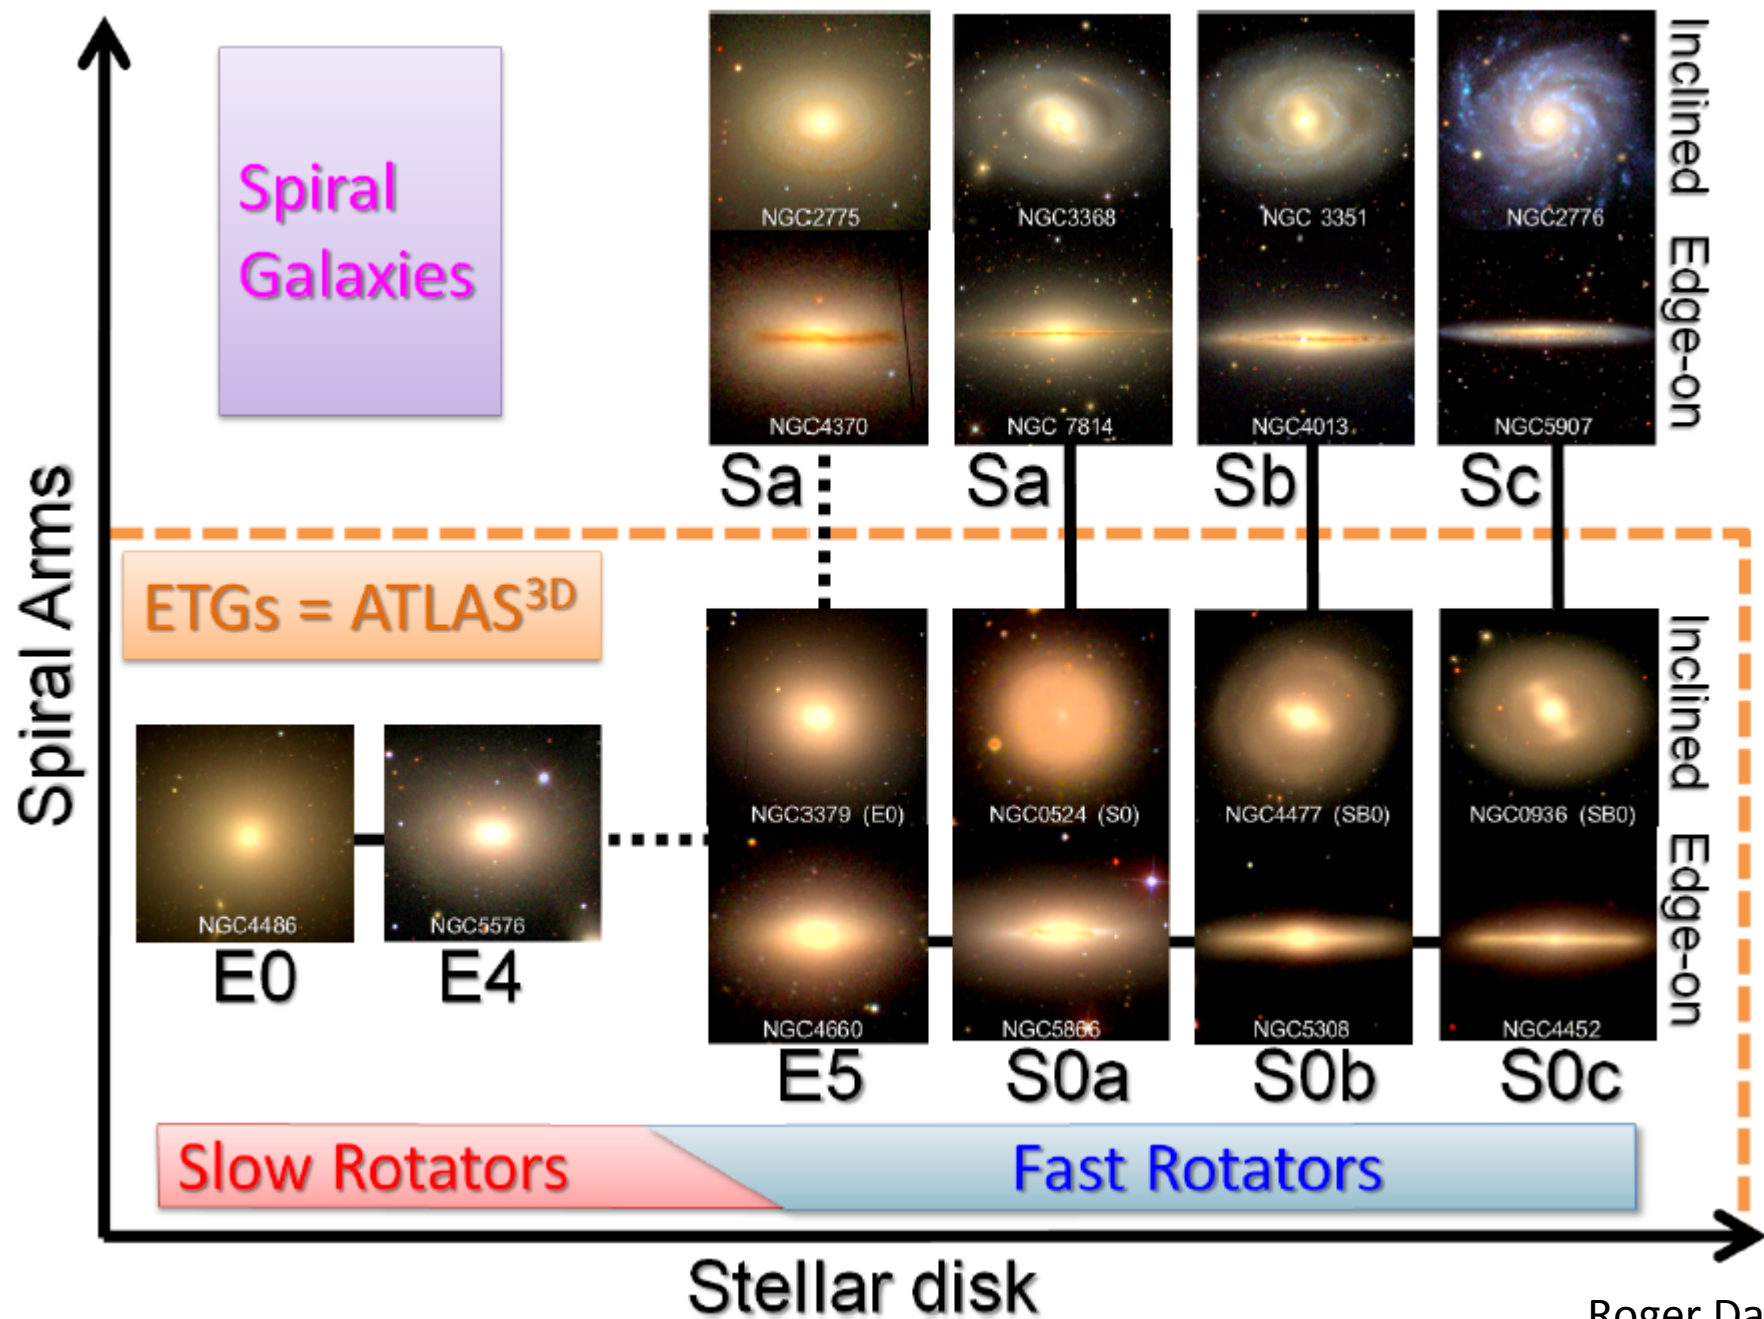 Spiral
Galaxies
NGC2775
NGC3368
NGC 3351
NGC2776
Inclined
NGC4370
NGC 7814
NGC4013
NGC5907
Edge-on
Sa
Sa
Sb
Sc
Spiral Arms
ETGs = ATLAS3D
NGC4486
NGC5576
E0
E4
NGC3379 (E0)
NGC0524 (S0)
NGC4477 (SB0)
NGC0936 (SB0)
Inclined
NGC4660
NGC5866
NGC5308
NGC4452
Edge-on
E5
S0a
S0b
S0c
Slow Rotators
Fast Rotators
Stellar disk
Roger